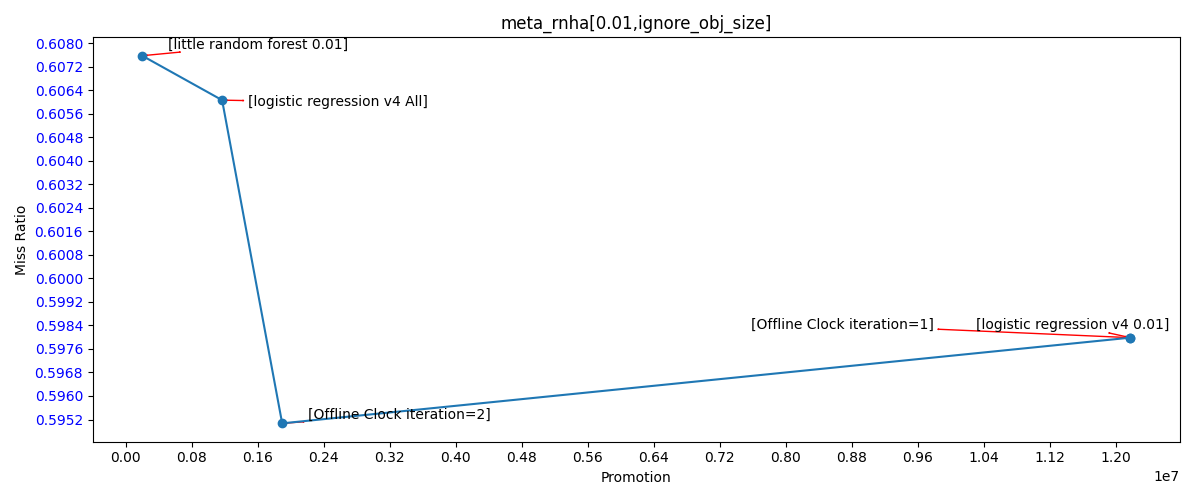 meta_rnha[0.01,ignore_obj_size]
0.6080
0.6072
0.6064
0.6056
0.6048
0.6040
0.6032
0.6024
0.6016
0.6008
0.6000
0.5992
0.5984
0.5976
0.5968
0.5960
0.5952
Miss Ratio
[little random forest 0.01]
[logistic regression v4 All]
[Offline Clock iteration=1]
[logistic regression v4 0.01]
[Offline Clock iteration=2]
0.00 0.08 0.16 0.24 0.32 0.40 0.48 0.56 0.64 0.72 0.80 0.88 0.96 1.04 1.12 1.20
1e7
Promotion